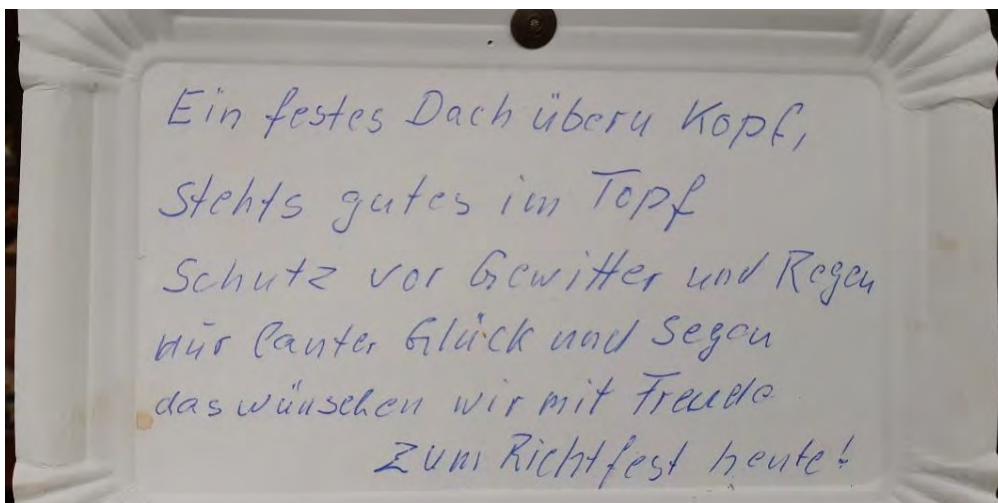 Ein festes Dach übern Kopf,
stehts gutes im Topf
Schutz vor Gewitter und Regen
nur lauter Glück und Segen
das wünschen wir mit Freude
zum Richtfest heute!